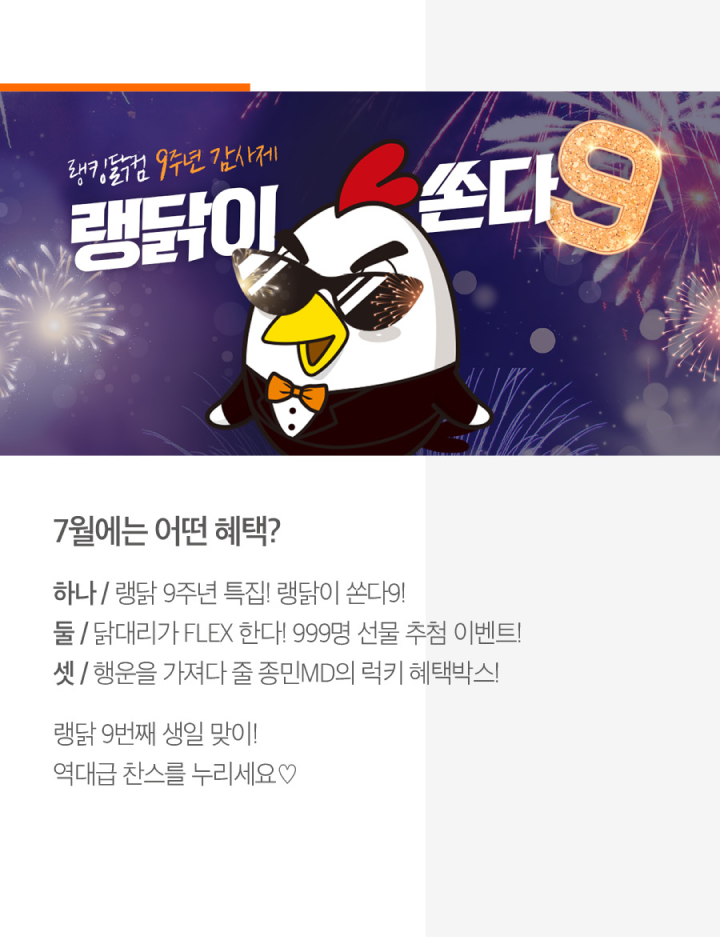 랭킹닭컴 9주년 감사제
랭닭이 쏜다 9
7월에는 어떤 혜택?
하나 / 랭닭 9주년 특집! 랭닭이 쏜다9!
둘 / 닭대리가 FLEX 한다! 999명 선물 추첨 이벤트!
셋 / 행운을 가져다 줄 종민MD의 럭키 혜택박스!
랭닭 9번째 생일 맞이!
역대급 찬스를 누리세요♡